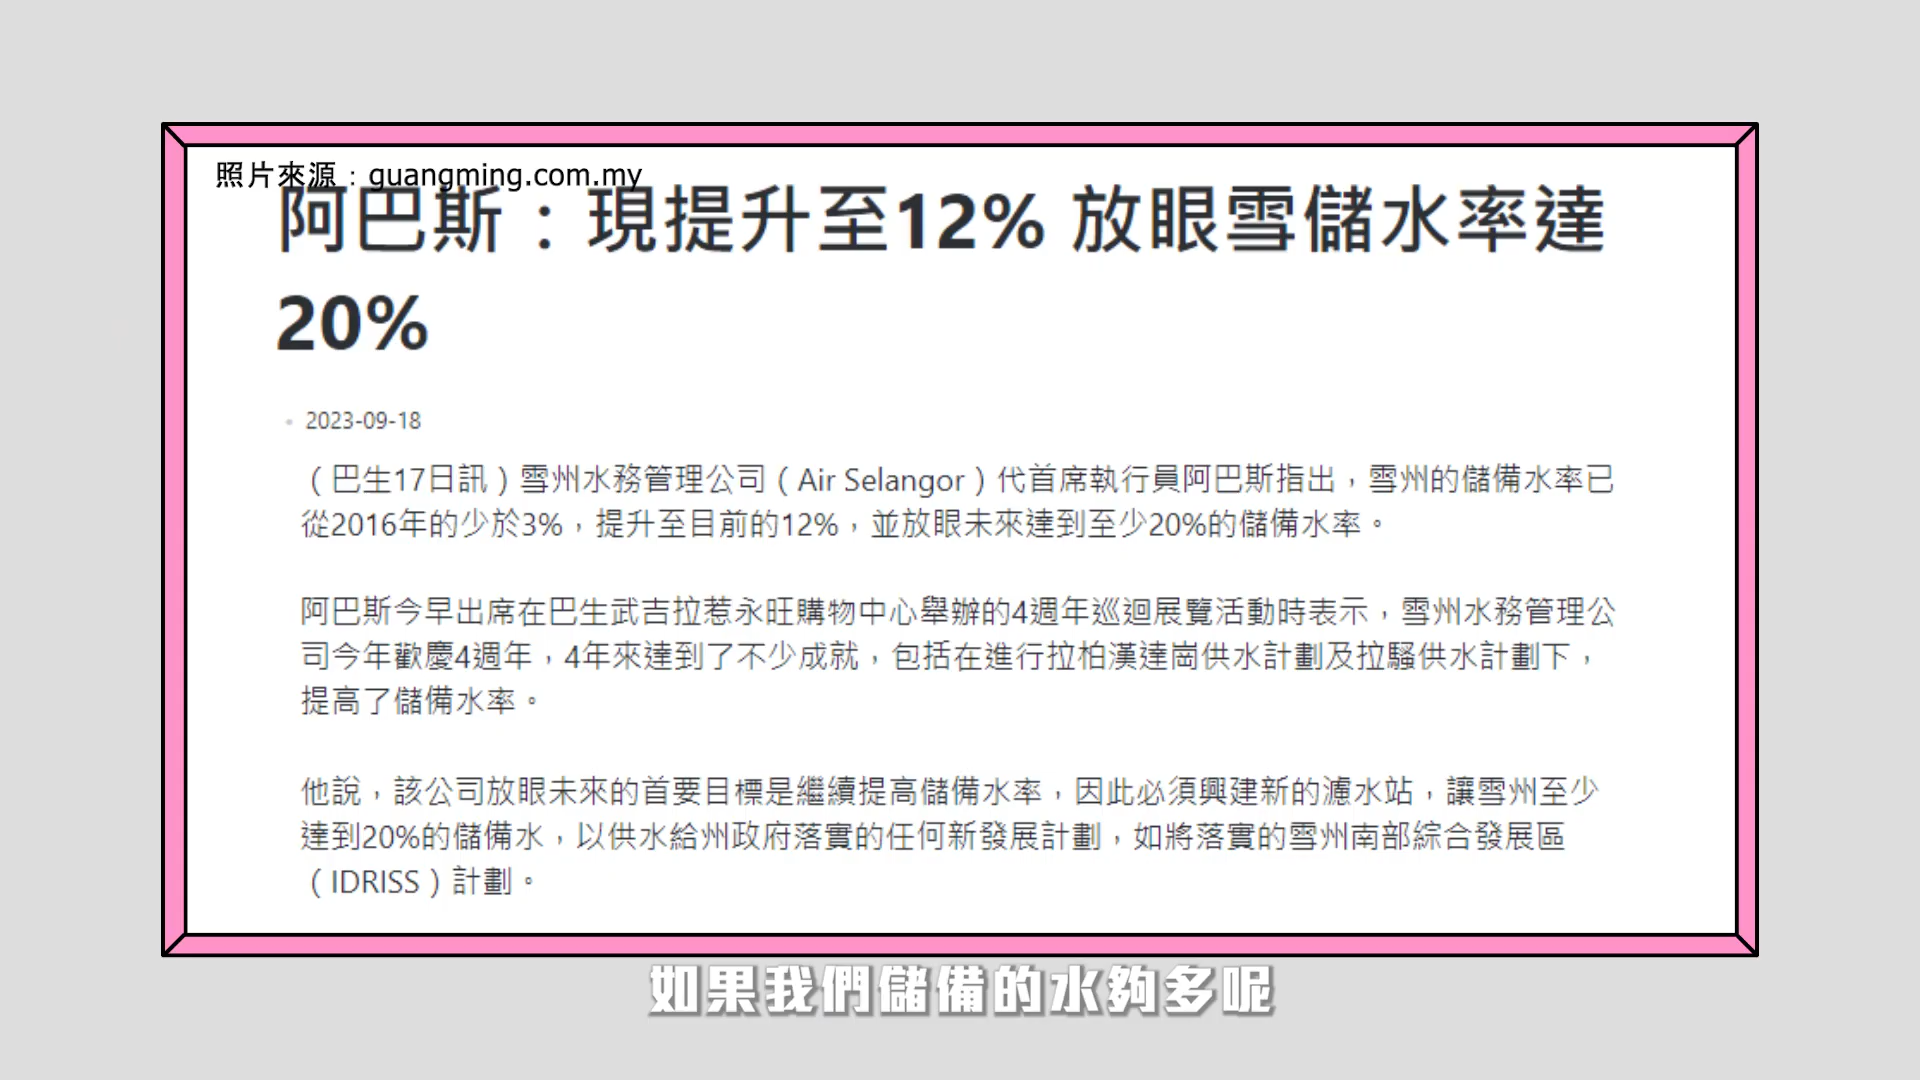 照片來源：guangming.com.my
阿巴斯：現提升至12% 放眼雪儲水率達
20%
2023-09-18
（巴生17日訊）雪州水務管理公司（Air Selangor）代首席執行員阿巴斯指出，雪州的儲備水率已
從2016年的少於3%，提升至目前的12%，並放眼未來達到至少20%的儲備水率。
阿巴斯今早出席在巴生武吉拉惹永旺購物中心舉辦的4週年巡迴展覽活動時表示，雪州水務管理公
司今年歡慶4週年，4年來達到了不少成就，包括在進行拉柏漢達崗供水計劃及拉騷供水計劃下，
提高了儲備水率。
他說，該公司放眼未來的首要目標是繼續提高儲備水率，因此必須興建新的濾水站，讓雪州至少
達到20%的儲備水，以供水給州政府落實的任何新發展計劃，如將落實的雪州南部綜合發展區
（IDRISS）計劃。
如果我們儲備的水夠多呢